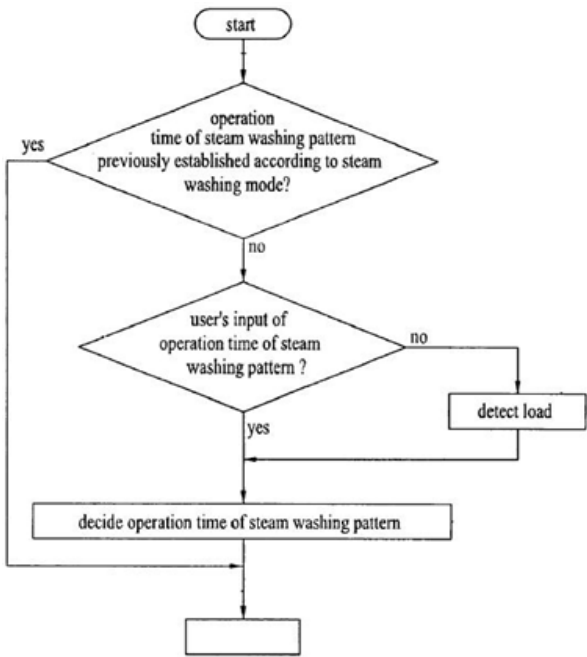 start
operation
time of steam washing pattern
previously established according to steam
washing mode?
yes
no
user's input of
operation time of steam
washing pattern ?
no
detect load
yes
decide operation time of steam washing pattern